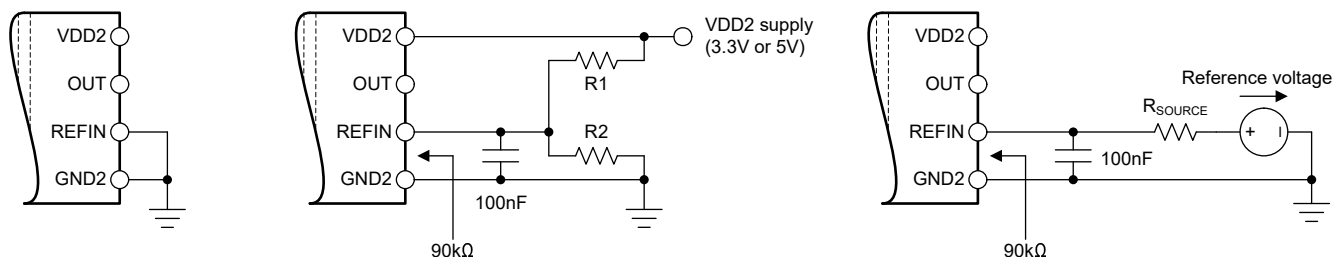 VDD2
OUT
REFIN
GND2
VDD2
OUT
REFIN
GND2
VDD2 supply
(3.3V or 5V)
R1
R2
100nF
90kΩ
VDD2
OUT
REFIN
GND2
Reference voltage
RSOURCE
+
I
100nF
90kΩ